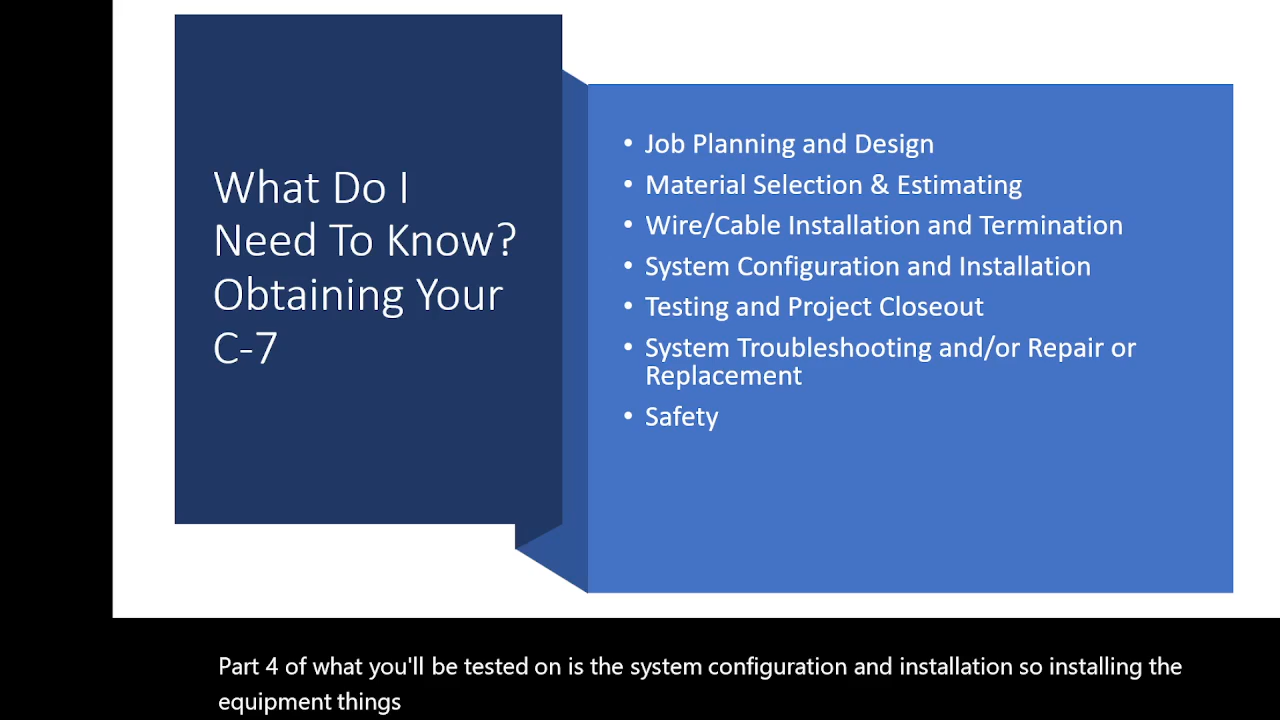 What Do I
Need To Know?
Obtaining Your
C-7
• Job Planning and Design
• Material Selection & Estimating
• Wire/Cable Installation and Termination
• System Configuration and Installation
• Testing and Project Closeout
• System Troubleshooting and/or Repair or
Replacement
• Safety
Part 4 of what you'll be tested on is the system configuration and installation so installing the
equipment things